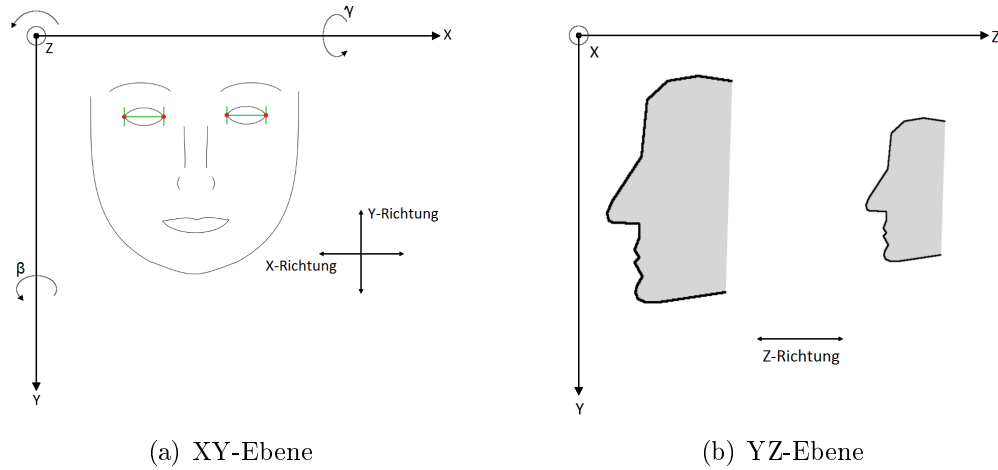 γ
X
Z
Y-Richtung
X-Richtung
β
Y
(a) XY-Ebene
Z
X
Z-Richtung
Y
(b) YZ-Ebene